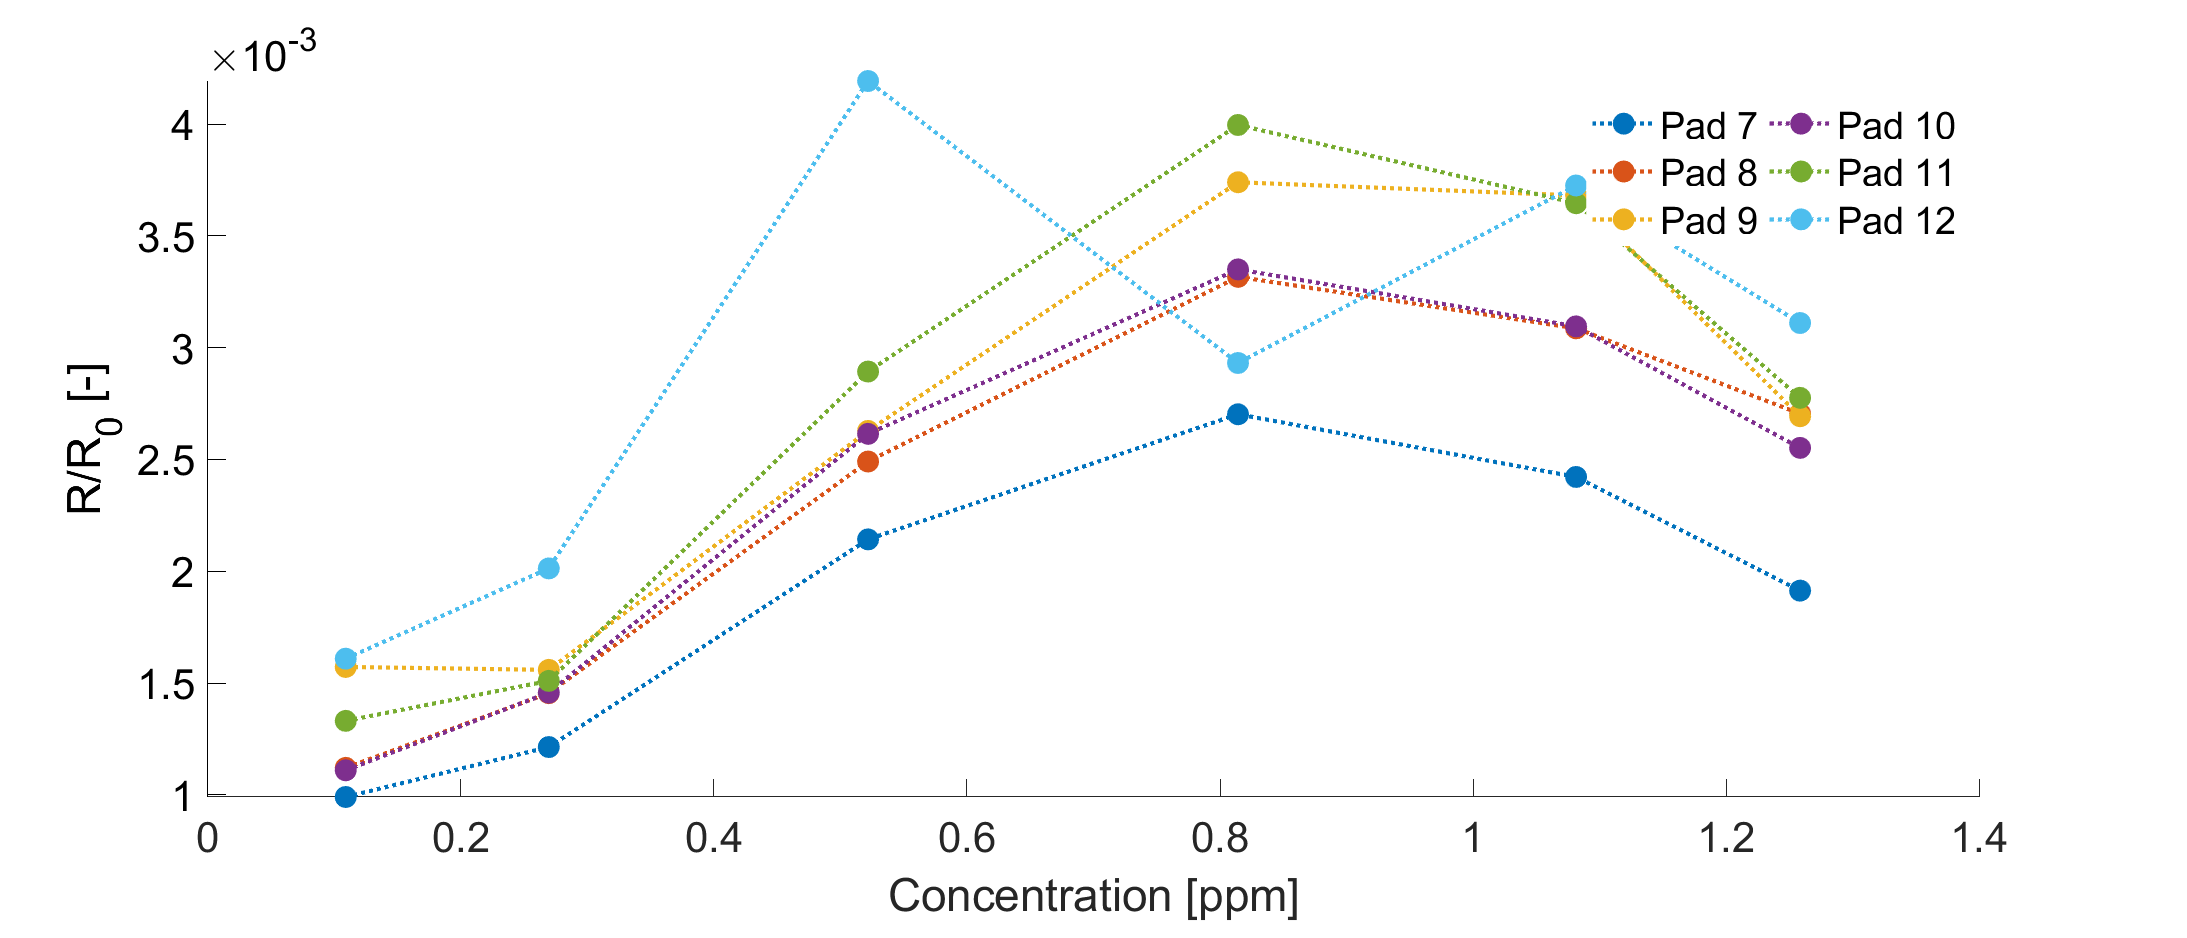 ×10-3
4
3.5
3
2.5
2
1.5
1
R/R0 [-]
0 0.2 0.4 0.6 0.8 1 1.2 1.4
Concentration [ppm]
Pad 7 Pad 10
Pad 8 Pad 11
Pad 9 Pad 12